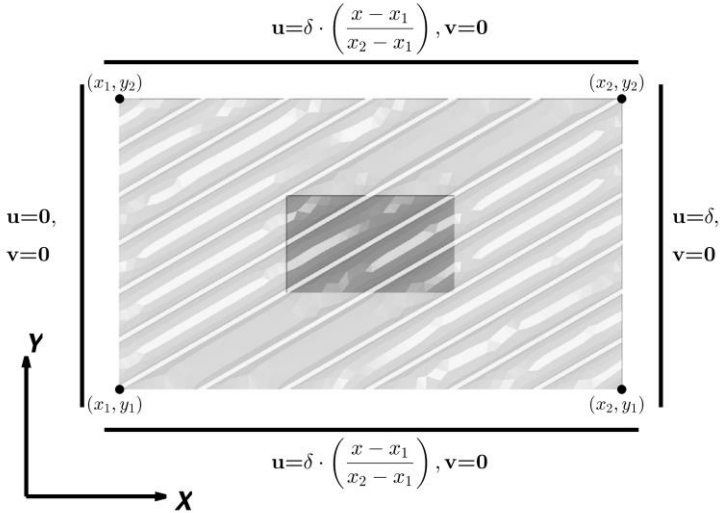 u=δ · ( (x − x₁) / (x₂ − x₁) ) , v=0
(x₁, y₂) (x₂, y₂)
u=0, u=δ,
v=0 v=0
Y
(x₁, y₁) (x₂, y₁)
u=δ · ( (x − x₁) / (x₂ − x₁) ) , v=0
X